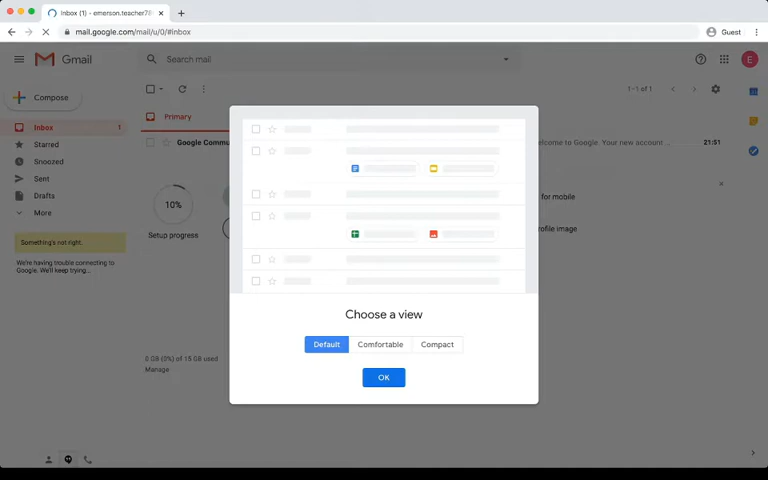 Inbox (1) - emerson.teacher7
mail.google.com/mail/u/0/#inbox
Guest
Gmail
Search mail
E
Compose
1–1 of 1
Primary
Inbox 1
Starred
Snoozed
Sent
Drafts
More
Google Commu
elcome to Google. Your new account ...
21:51
for mobile
10%
Setup progress
rofile image
Something's not right.
We're having trouble connecting to
Google. We'll keep trying...
Choose a view
Default
Comfortable
Compact
OK
0 GB (0%) of 15 GB used
Manage